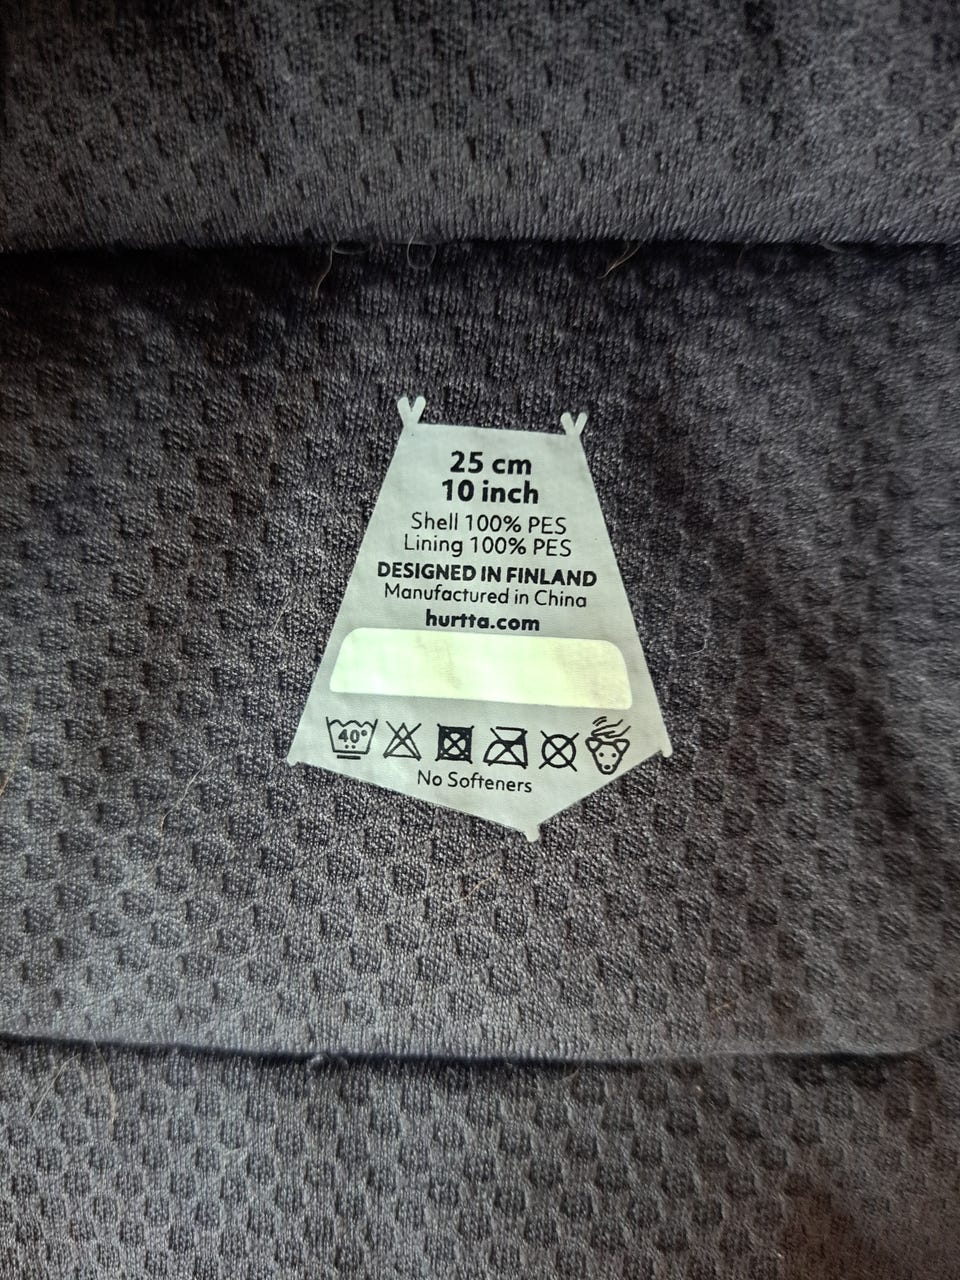 25 cm
10 inch
Shell 100% PES
Lining 100% PES
DESIGNED IN FINLAND
Manufactured in China
hurtta.com
40°
No Softeners